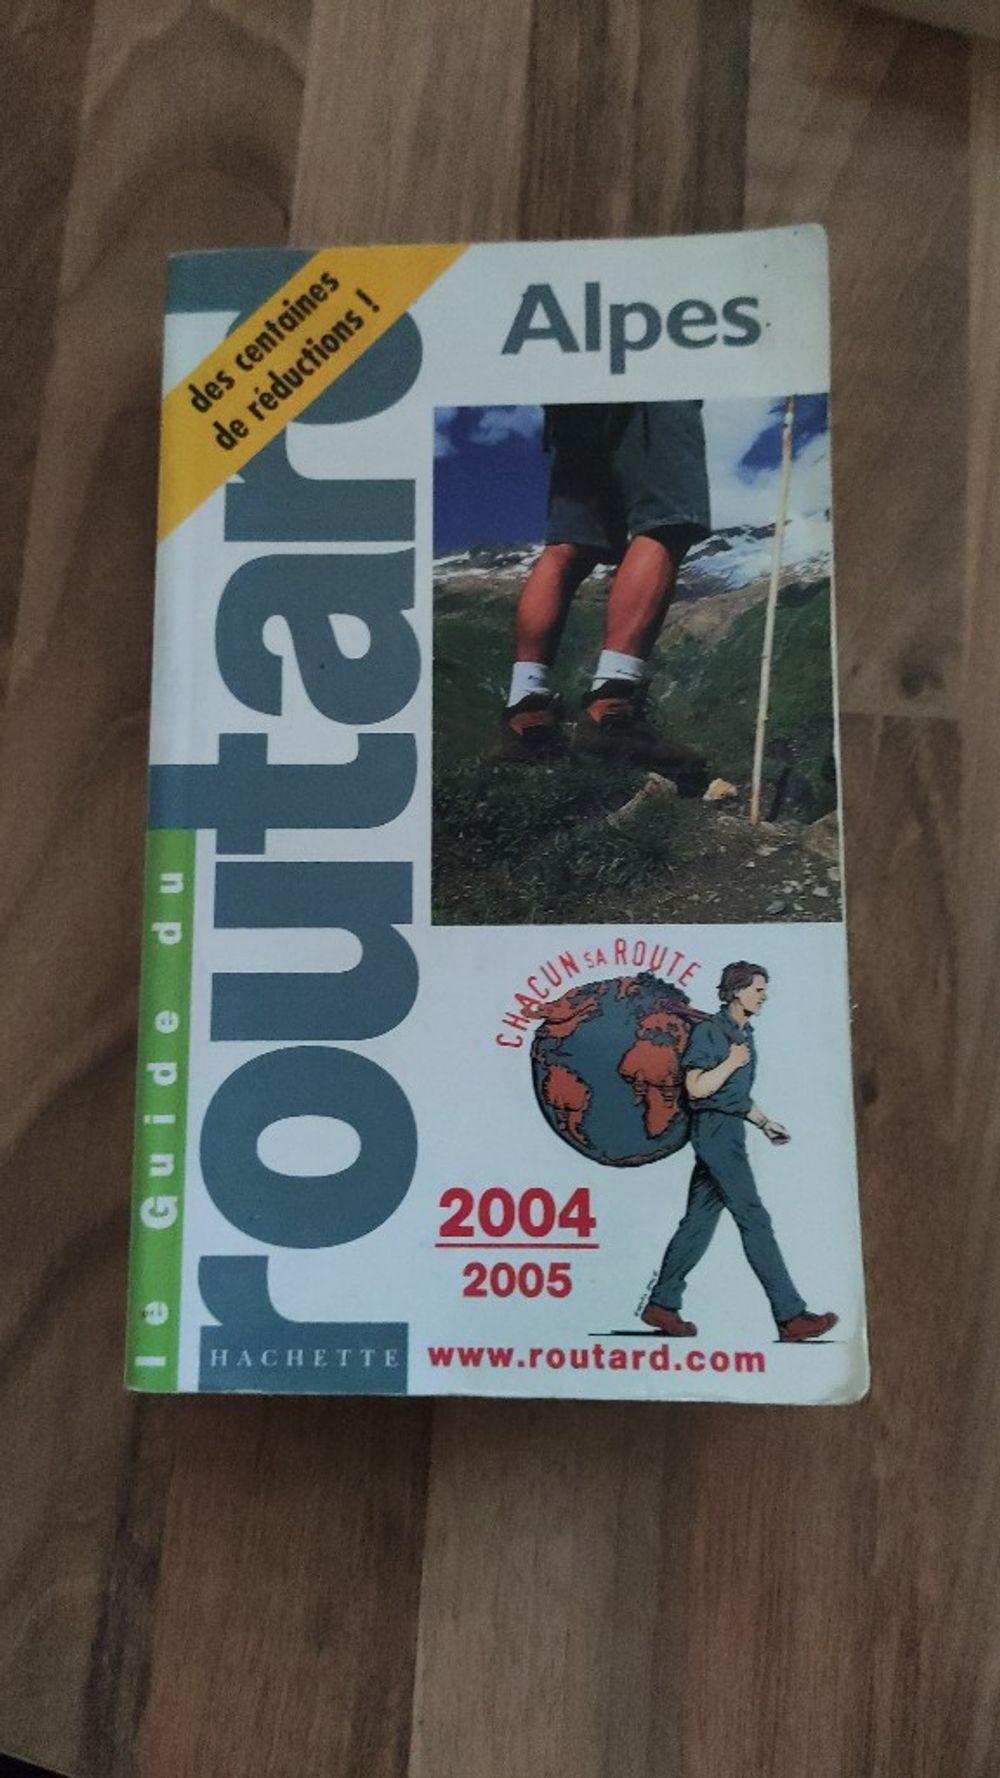 des centaines
de réductions !
Alpes
le Guide du
routard
CHACUN SA ROUTE
2004
2005
HACHETTE
www.routard.com